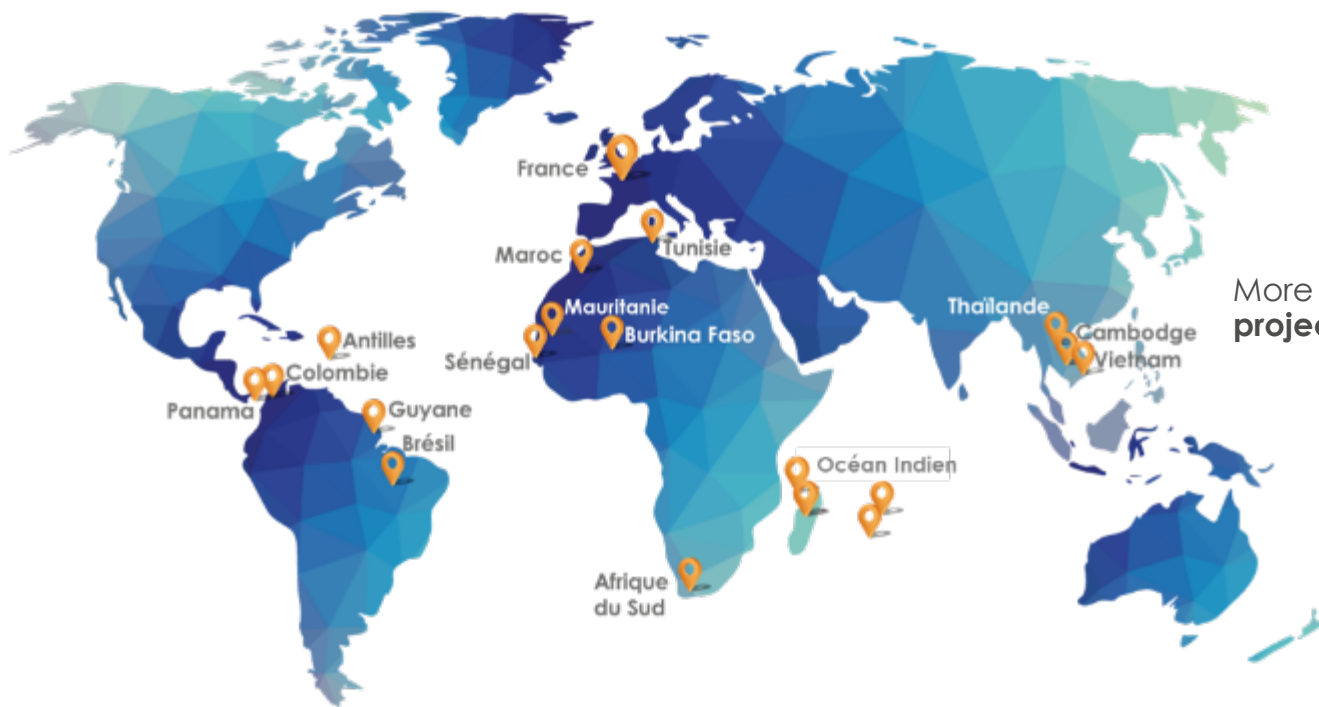 France
Maroc
Tunisie
Mauritanie
Burkina Faso
Sénégal
Antilles
Colombie
Panama
Guyane
Brésil
Thaïlande
Cambodge
Vietnam
Océan Indien
Afrique
du Sud
More